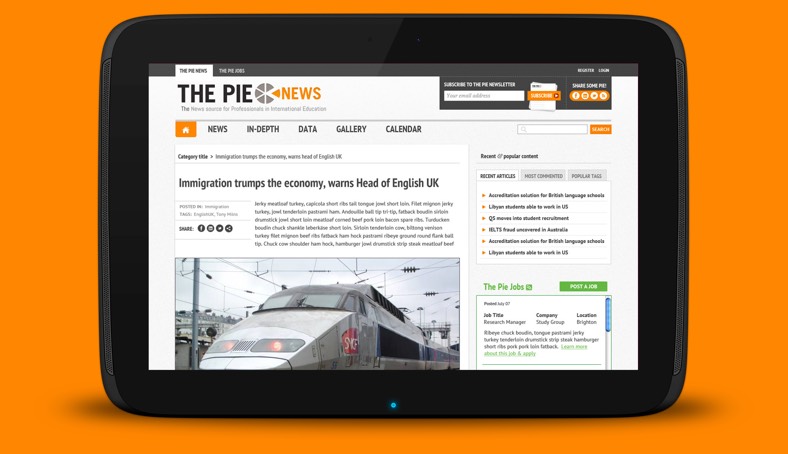 THE PIE NEWS
THE PIE JOBS
REGISTER
LOGIN
THE PIE NEWS
The News source for Professionals in International Education
SUBSCRIBE TO THE PIE NEWSLETTER
Your email address
SUBSCRIBE
SHARE SOME PIE!
NEWS
IN-DEPTH
DATA
GALLERY
CALENDAR
SEARCH
Category title > Immigration trumps the economy, warns head of English UK
Immigration trumps the economy, warns Head of English UK
POSTED IN: Immigration
TAGS: EnglishUK, Tony Milns
SHARE:
Jerky meatloaf turkey, capicola short ribs tail tongue jowl short loin. Filet mignon jerky
turkey, jowl tenderloin pastrami ham. Andouille ball tip tri tip, fatback boudin sirloin
drumstick jowl short loin meatloaf corned beef pork loin bacon spare ribs. Turducken
boudin chuck shankle leberkäse short loin. Sirloin tenderloin cow, biltong venison
turkey filet mignon beef ribs fatback ham hock pastrami ribeye ground round flank ball
tip. Chuck cow shoulder ham hock, hamburger jowl drumstick strip steak meatloaf beef
Recent & popular content
RECENT ARTICLES
MOST COMMENTED
POPULAR TAGS
Accreditation solution for British language schools
Libyan students able to work in US
QS moves into student recruitment
IELTS fraud uncovered in Australia
Accreditation solution for British language schools
Libyan students able to work in US
The Pie Jobs
POST A JOB
Posted July 07
Job Title
Company
Location
Research Manager
Study Group
Brighton
Ribeye chuck boudin, tongue pastrami jerky
turkey tenderloin drumstick strip steak hamburger
short ribs pork pork loin fatback. Learn more
about this job & apply